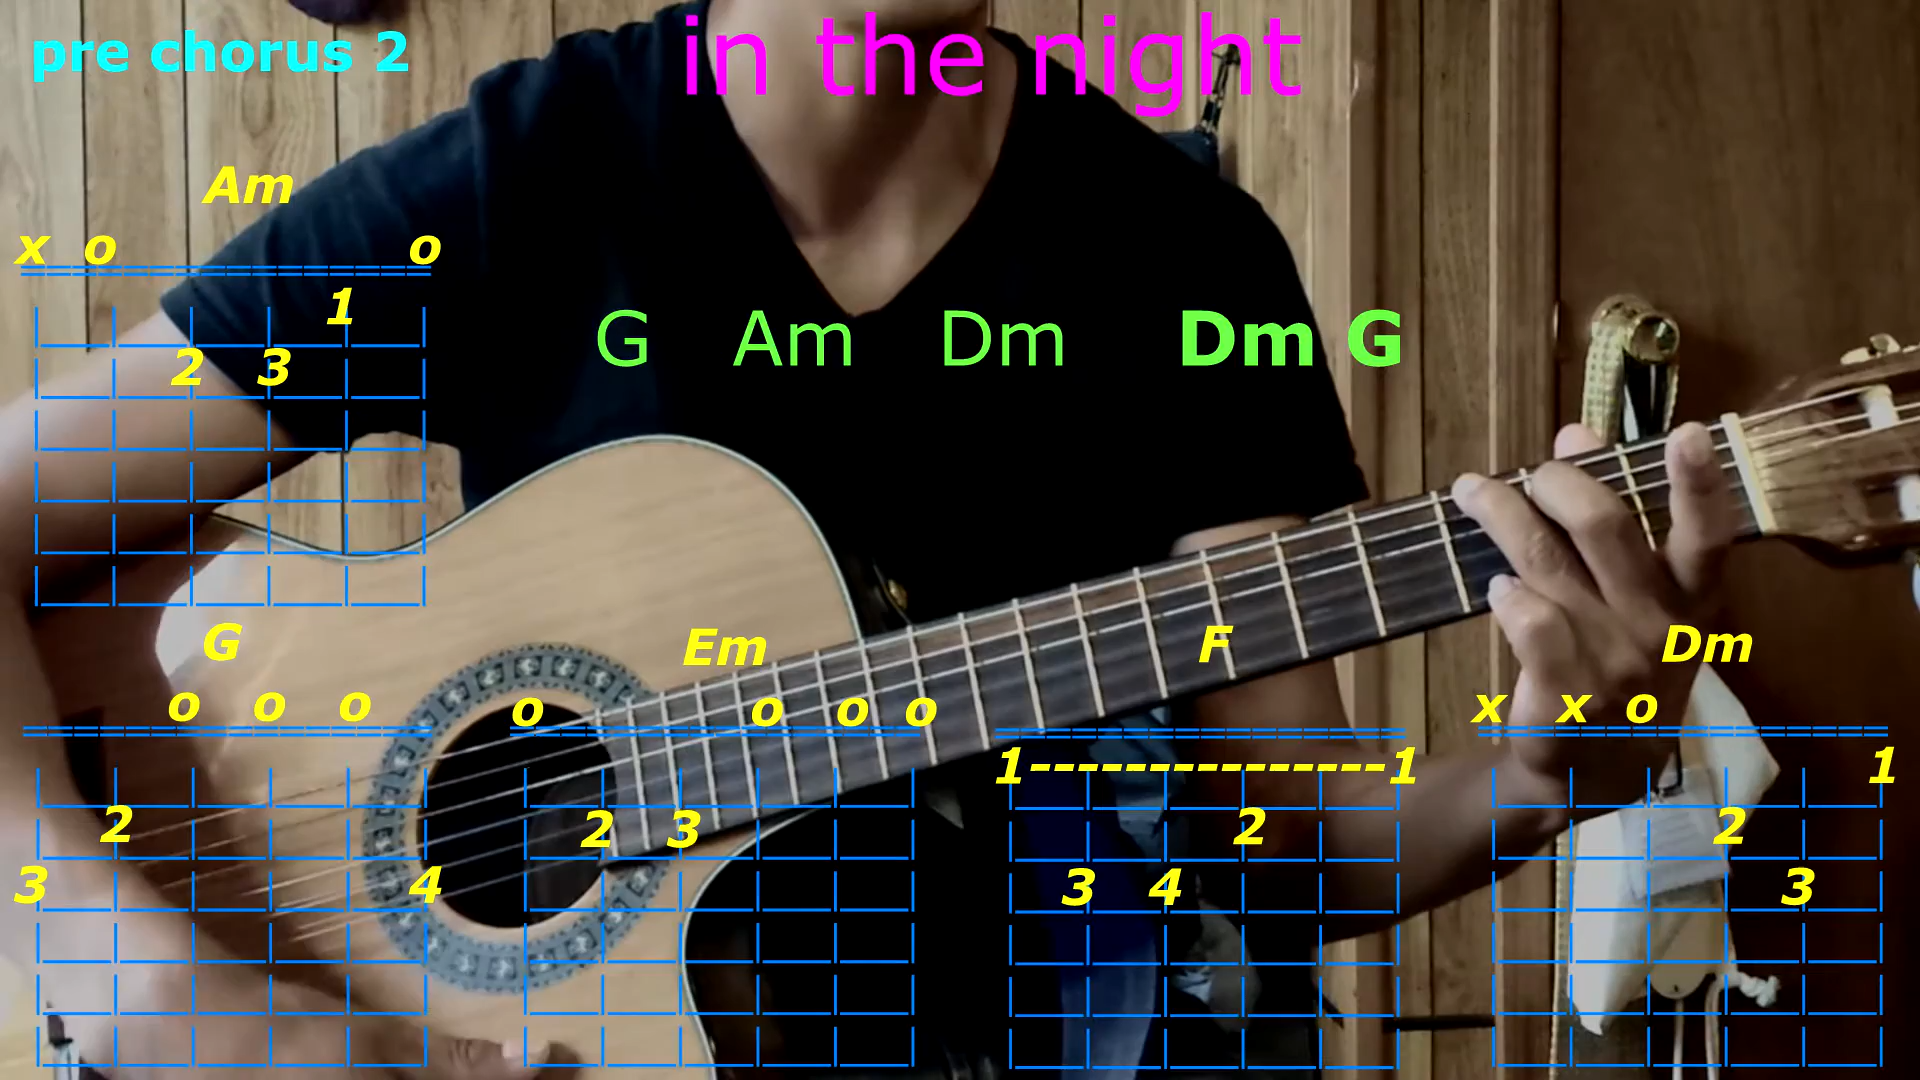 pre chorus 2
in the night
Am
x o o
1
2 3
G Am Dm Dm G
G
o o o
2
3 4
Em
o o o o
2 3
F
1---------------1
2
3 4
Dm
x x o
1
2
3